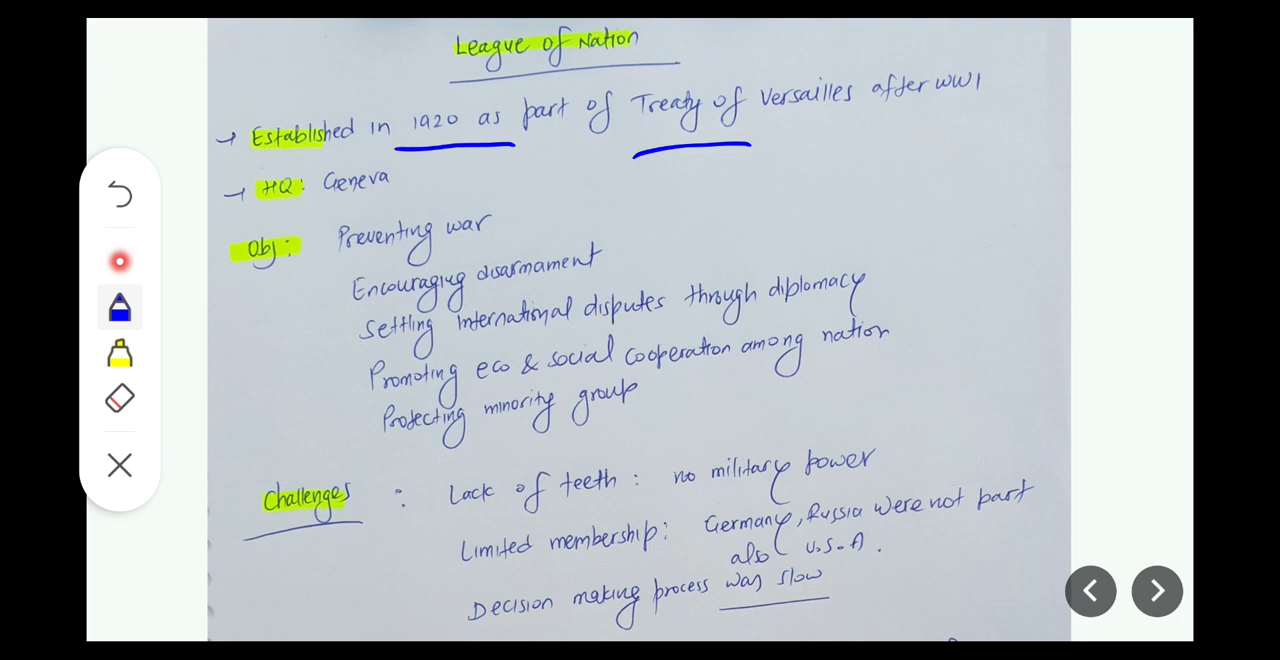 League of Nation
→ Established in 1920 as part of Treaty of Versailles after WW1
→ HQ: Geneva
Obj: Preventing war
Encouraging disarmament
Settling International disputes through diplomacy
Promoting eco & social cooperation among nation
Protecting minority group
Challenges : Lack of teeth : no military power
Limited membership: Germany, Russia were not part
also U.S.A.
Decision making process was slow